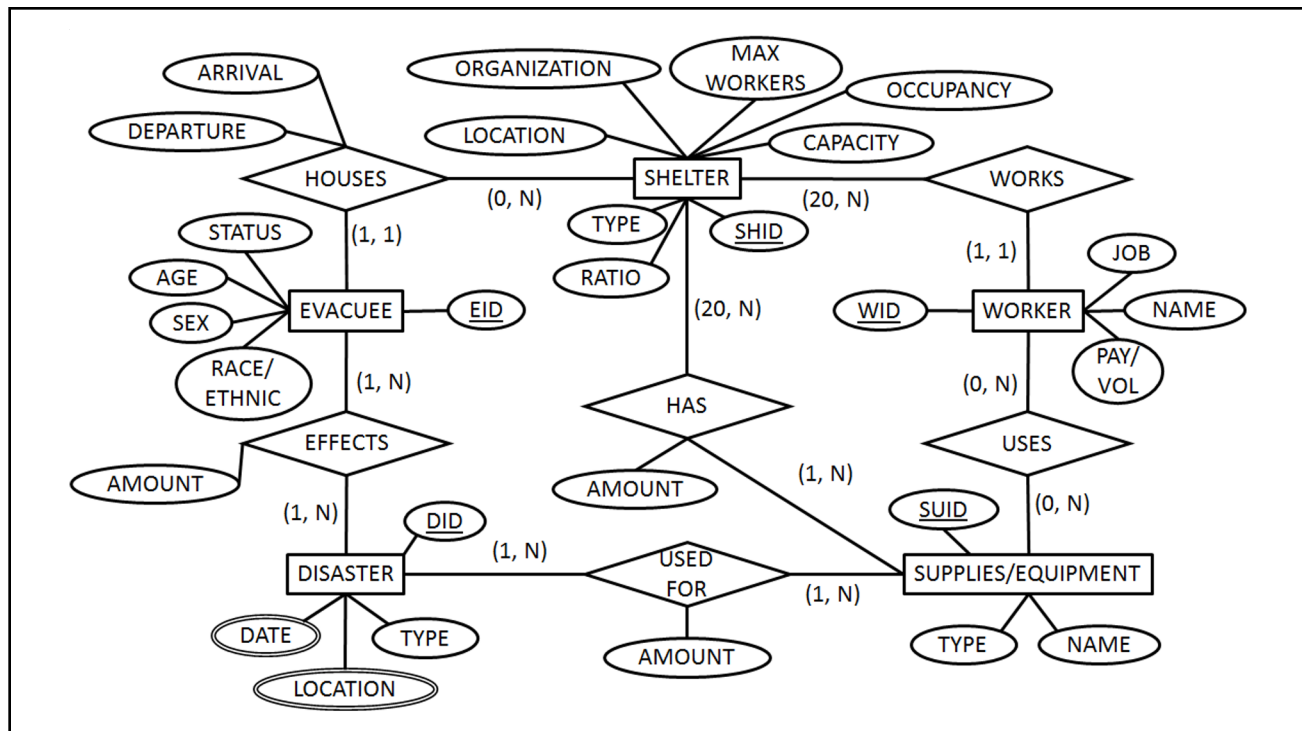 ARRIVAL
DEPARTURE
ORGANIZATION
MAX
WORKERS
OCCUPANCY
LOCATION
CAPACITY
HOUSES
SHELTER
WORKS
(0, N)
(20, N)
TYPE
SHID
RATIO
STATUS
(1, 1)
(1, 1)
JOB
AGE
EVACUEE
EID
WID
WORKER
NAME
SEX
(20, N)
RACE/
ETHNIC
PAY/
VOL
(1, N)
(0, N)
HAS
EFFECTS
USES
AMOUNT
AMOUNT
(1, N)
(1, N)
DID
SUID
(0, N)
(1, N)
DISASTER
USED
FOR
SUPPLIES/EQUIPMENT
(1, N)
DATE
TYPE
AMOUNT
TYPE
NAME
LOCATION